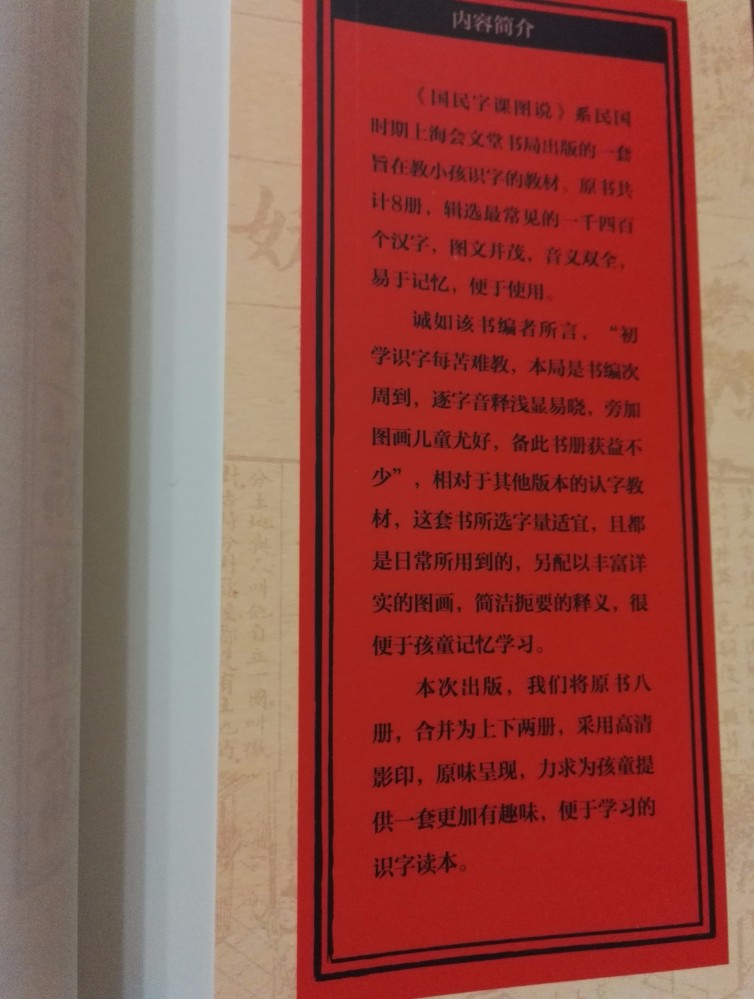 内容简介
《国民字课图说》系民国
时期上海会文堂书局出版的一套
旨在教小孩识字的教材。原书共
计8册，辑选最常见的一千四百
个汉字，图文并茂，音义双全，
易于记忆，便于使用。
诚如该书编者所言，“初
学识字每苦难教，本局是书编次
周到，逐字音释浅显易晓，旁加
图画儿童尤好，备此书册获益不
少”，相对于其他版本的认字教
材，这套书所选字量适宜，且都
是日常所用到的，另配以丰富详
实的图画，简洁扼要的释义，很
便于孩童记忆学习。
本次出版，我们将原书八
册，合并为上下两册，采用高清
影印，原味呈现，力求为孩童提
供一套更加有趣味，便于学习的
识字读本。